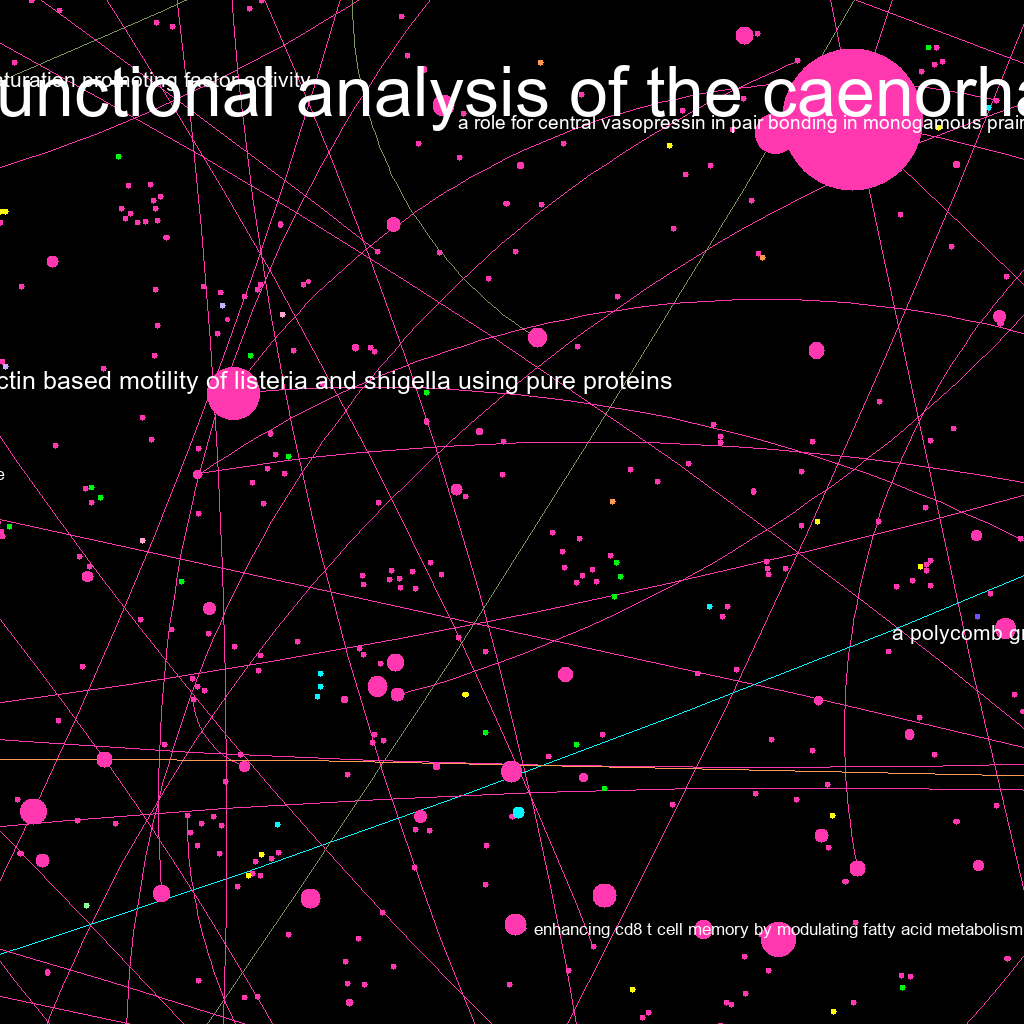 turation promoting factor activity
unctional analysis of the caenorha
a role for central vasopressin in pair bonding in monogamous prair
ctin based motility of listeria and shigella using pure proteins
e
a polycomb gr
enhancing cd8 t cell memory by modulating fatty acid metabolism